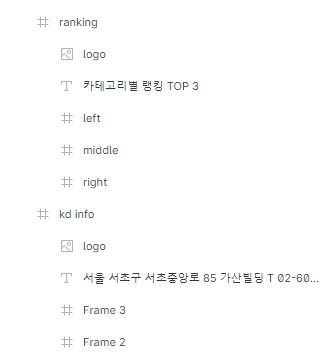 ranking
logo
카테고리별 랭킹 TOP 3
left
middle
right
kd info
logo
서울 서초구 서초중앙로 85 가산빌딩 T 02-60...
Frame 3
Frame 2